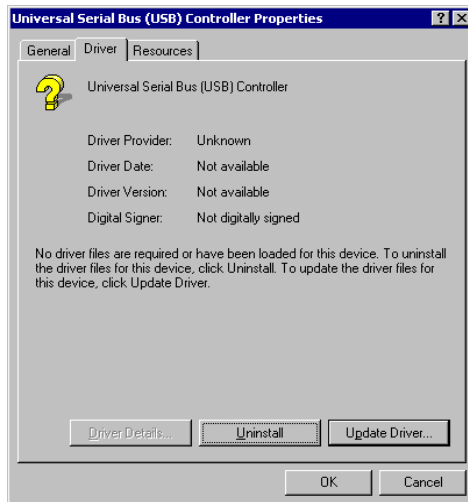 Universal Serial Bus (USB) Controller Properties
General Driver Resources
Universal Serial Bus (USB) Controller
Driver Provider: Unknown
Driver Date: Not available
Driver Version: Not available
Digital Signer: Not digitally signed
No driver files are required or have been loaded for this device. To uninstall
the driver files for this device, click Uninstall. To update the driver files for
this device, click Update Driver.
Driver Details... Uninstall Update Driver...
OK Cancel